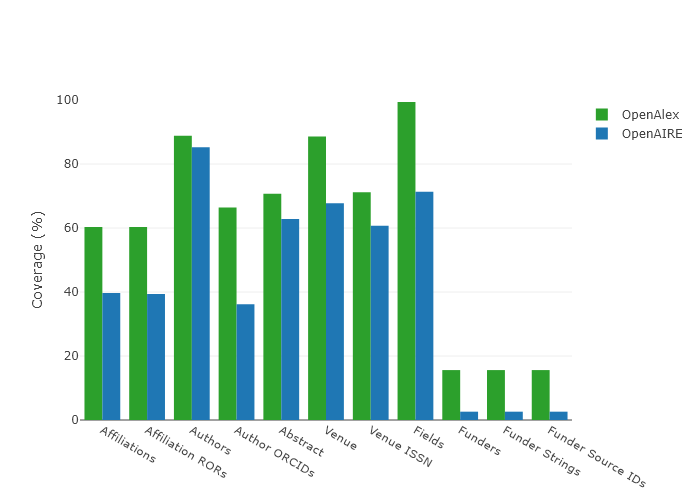 100
80
60
40
20
0
Coverage (%)
Affiliations
Affiliation RORs
Authors
Author ORCIDs
Abstract
Venue
Venue ISSN
Fields
Funders
Funder Strings
Funder Source IDs
OpenAlex
OpenAIRE